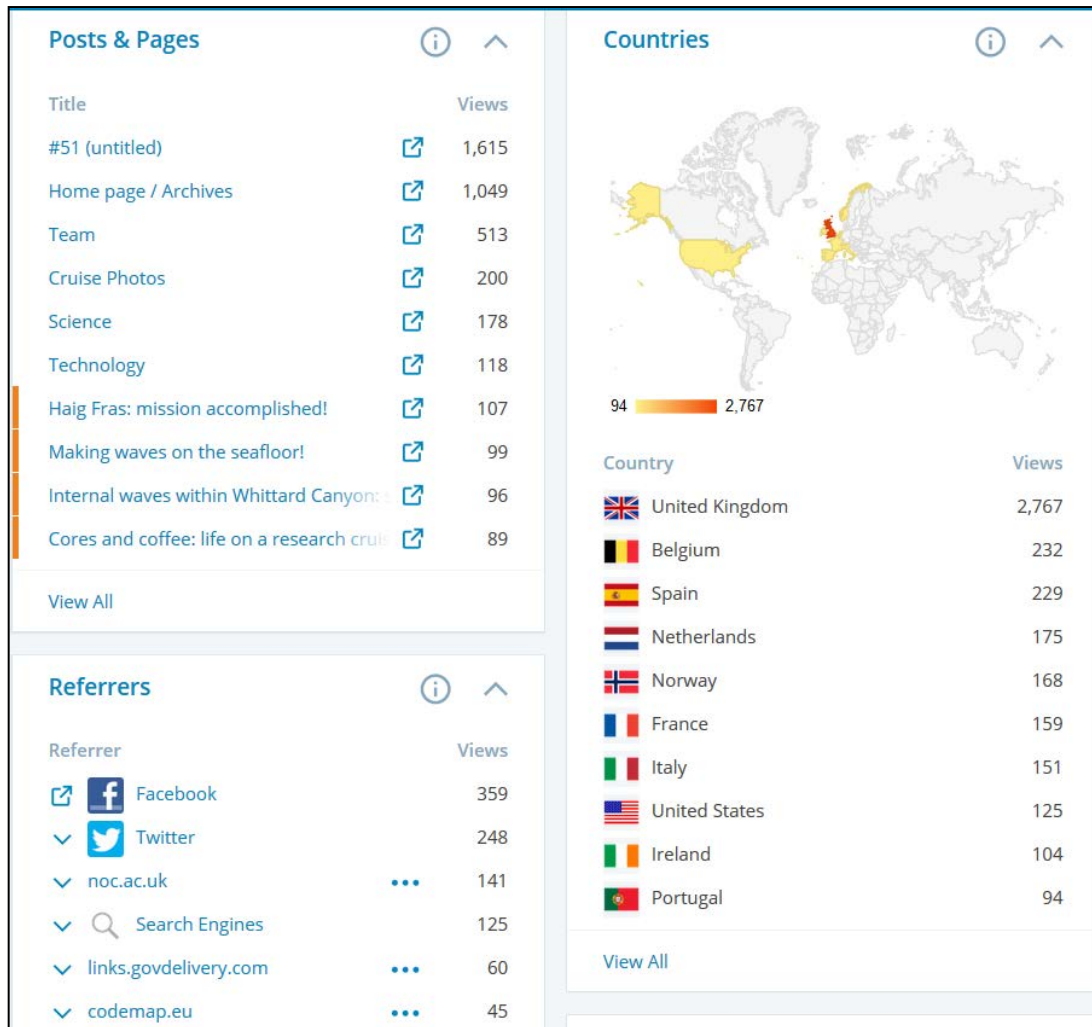 Posts & Pages
Title Views
#51 (untitled) 1,615
Home page / Archives 1,049
Team 513
Cruise Photos 200
Science 178
Technology 118
Haig Fras: mission accomplished! 107
Making waves on the seafloor! 99
Internal waves within Whittard Canyon: 96
Cores and coffee: life on a research cruis 89
View All
Referrers
Referrer Views
Facebook 359
Twitter 248
noc.ac.uk 141
Search Engines 125
links.govdelivery.com 60
codemap.eu 45
Countries
94 2,767
Country Views
United Kingdom 2,767
Belgium 232
Spain 229
Netherlands 175
Norway 168
France 159
Italy 151
United States 125
Ireland 104
Portugal 94
View All